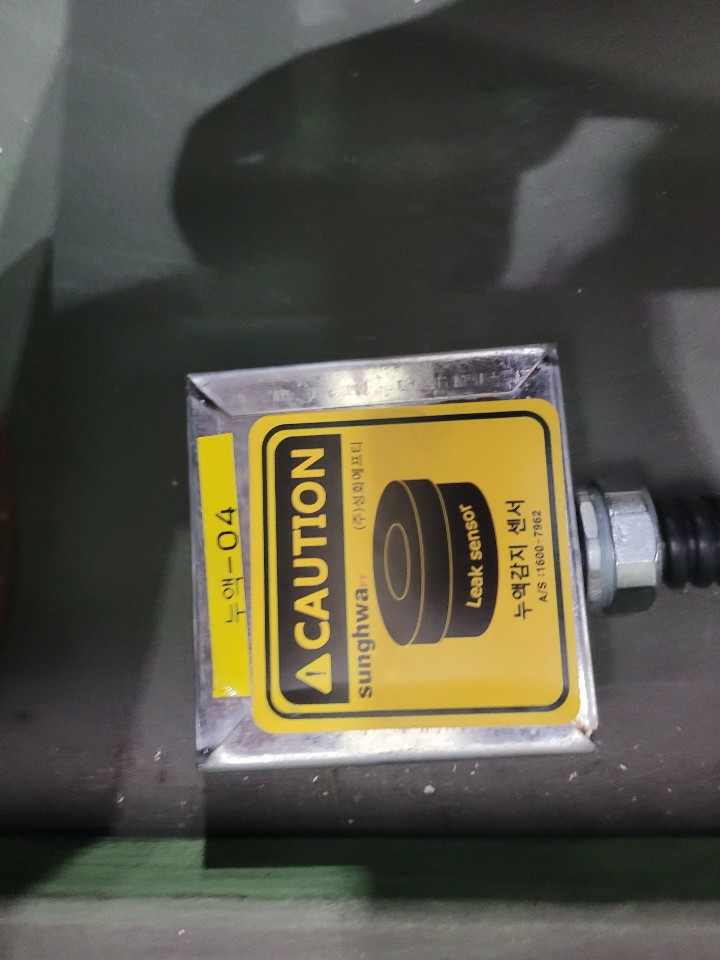 누액-04
CAUTION
sunghwaFT
(주)성화에프티
Leak sensor
누액감지 센서
A/S :1600-7962